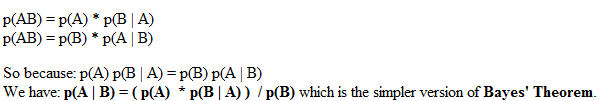 p(AB) = p(A) * p(B | A)
p(AB) = p(B) * p(A | B)
So because: p(A) p(B | A) = p(B) p(A | B)
We have: p(A | B) = ( p(A) * p(B | A) ) / p(B) which is the simpler version of Bayes' Theorem.